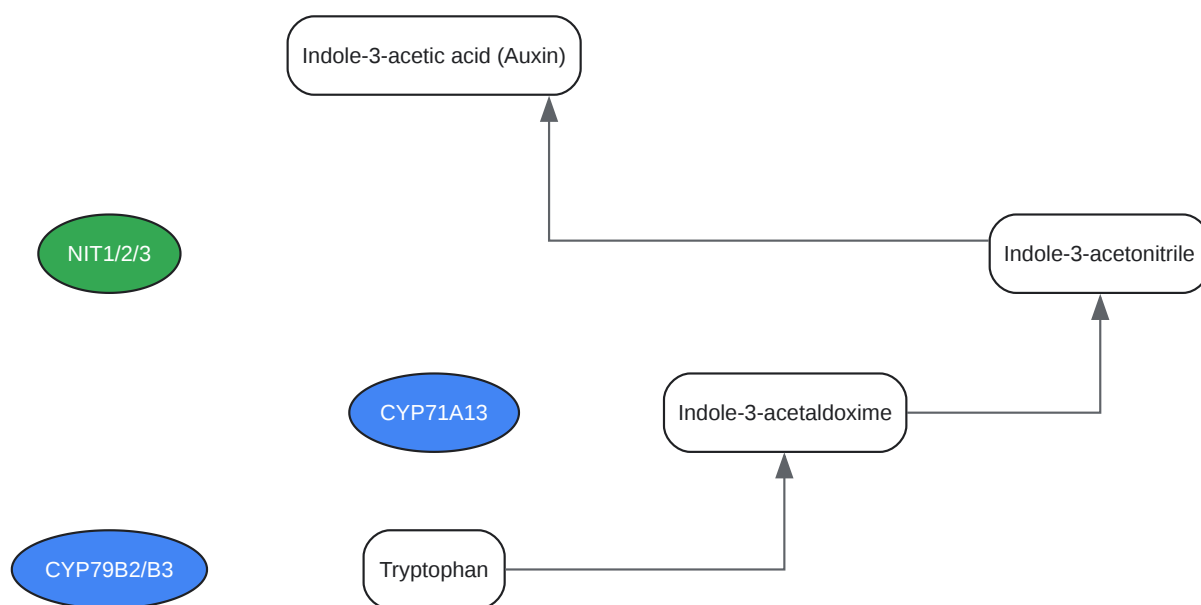 Indole-3-acetic acid (Auxin)
NIT1/2/3
Indole-3-acetonitrile
CYP71A13
Indole-3-acetaldoxime
CYP79B2/B3
Tryptophan